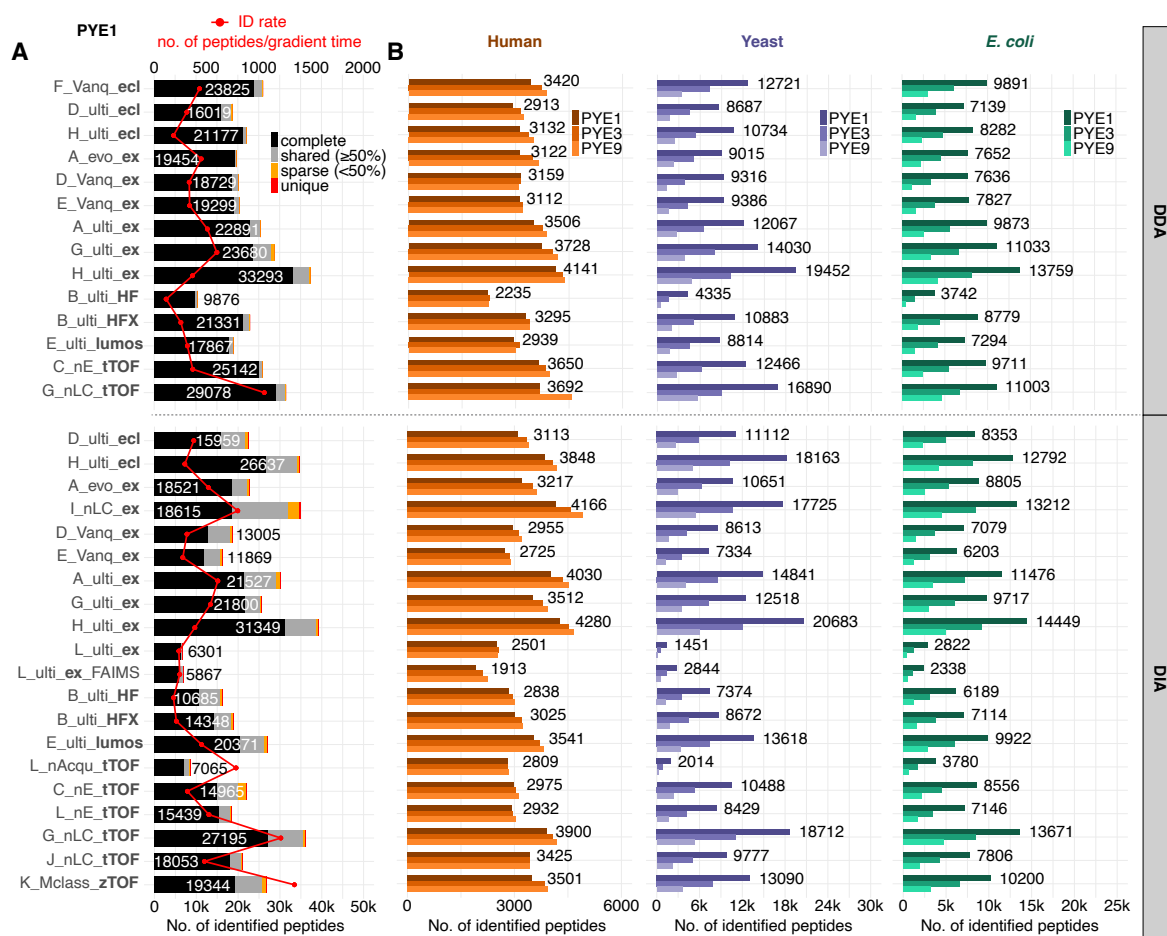 PYE1
ID rate
no. of peptides/gradient time
A
B
Human
Yeast
E. coli
0 500 1000 1500 2000
F_Vanq_ecl 23825 3420 12721 9891
D_ulti_ecl 16019 2913 8687 7139
H_ulti_ecl 21177 3132 10734 8282
A_evo_ex 19454 3122 9015 7652
D_Vanq_ex 18729 3159 9316 7636
E_Vanq_ex 19299 3112 9386 7827
A_ulti_ex 22891 3506 12067 9873
G_ulti_ex 23680 3728 14030 11033
H_ulti_ex 33293 4141 19452 13759
B_ulti_HF 9876 2235 4335 3742
B_ulti_HFX 21331 3295 10883 8779
E_ulti_lumos 17867 2939 8814 7294
C_nE_tTOF 25142 3650 12466 9711
G_nLC_tTOF 29078 3692 16890 11003
complete
shared (≥50%)
sparse (<50%)
unique
PYE1
PYE3
PYE9
PYE1
PYE3
PYE9
PYE1
PYE3
PYE9
DDA
D_ulti_ecl 15959 3113 11112 8353
H_ulti_ecl 26637 3848 18163 12792
A_evo_ex 18521 3217 10651 8805
I_nLC_ex 18615 4166 17725 13212
D_Vanq_ex 13005 2955 8613 7079
E_Vanq_ex 11869 2725 7334 6203
A_ulti_ex 21527 4030 14841 11476
G_ulti_ex 21800 3512 12518 9717
H_ulti_ex 31349 4280 20683 14449
L_ulti_ex 6301 2501 1451 2822
L_ulti_ex_FAIMS 5867 1913 2844 2338
B_ulti_HF 10685 2838 7374 6189
B_ulti_HFX 14348 3025 8672 7114
E_ulti_lumos 20371 3541 13618 9922
L_nAcqu_tTOF 7065 2809 2014 3780
C_nE_tTOF 14965 2975 10488 8556
L_nE_tTOF 15439 2932 8429 7146
G_nLC_tTOF 27195 3900 18712 13671
J_nLC_tTOF 18053 3425 9777 7806
K_Mclass_zTOF 19344 3501 13090 10200
DIA
0 10k 20k 30k 40k 50k
0 3000 6000
0 6k 12k 18k 24k 30k
0 5k 10k 15k 20k 25k
No. of identified peptides
No. of identified peptides
No. of identified peptides
No. of identified peptides